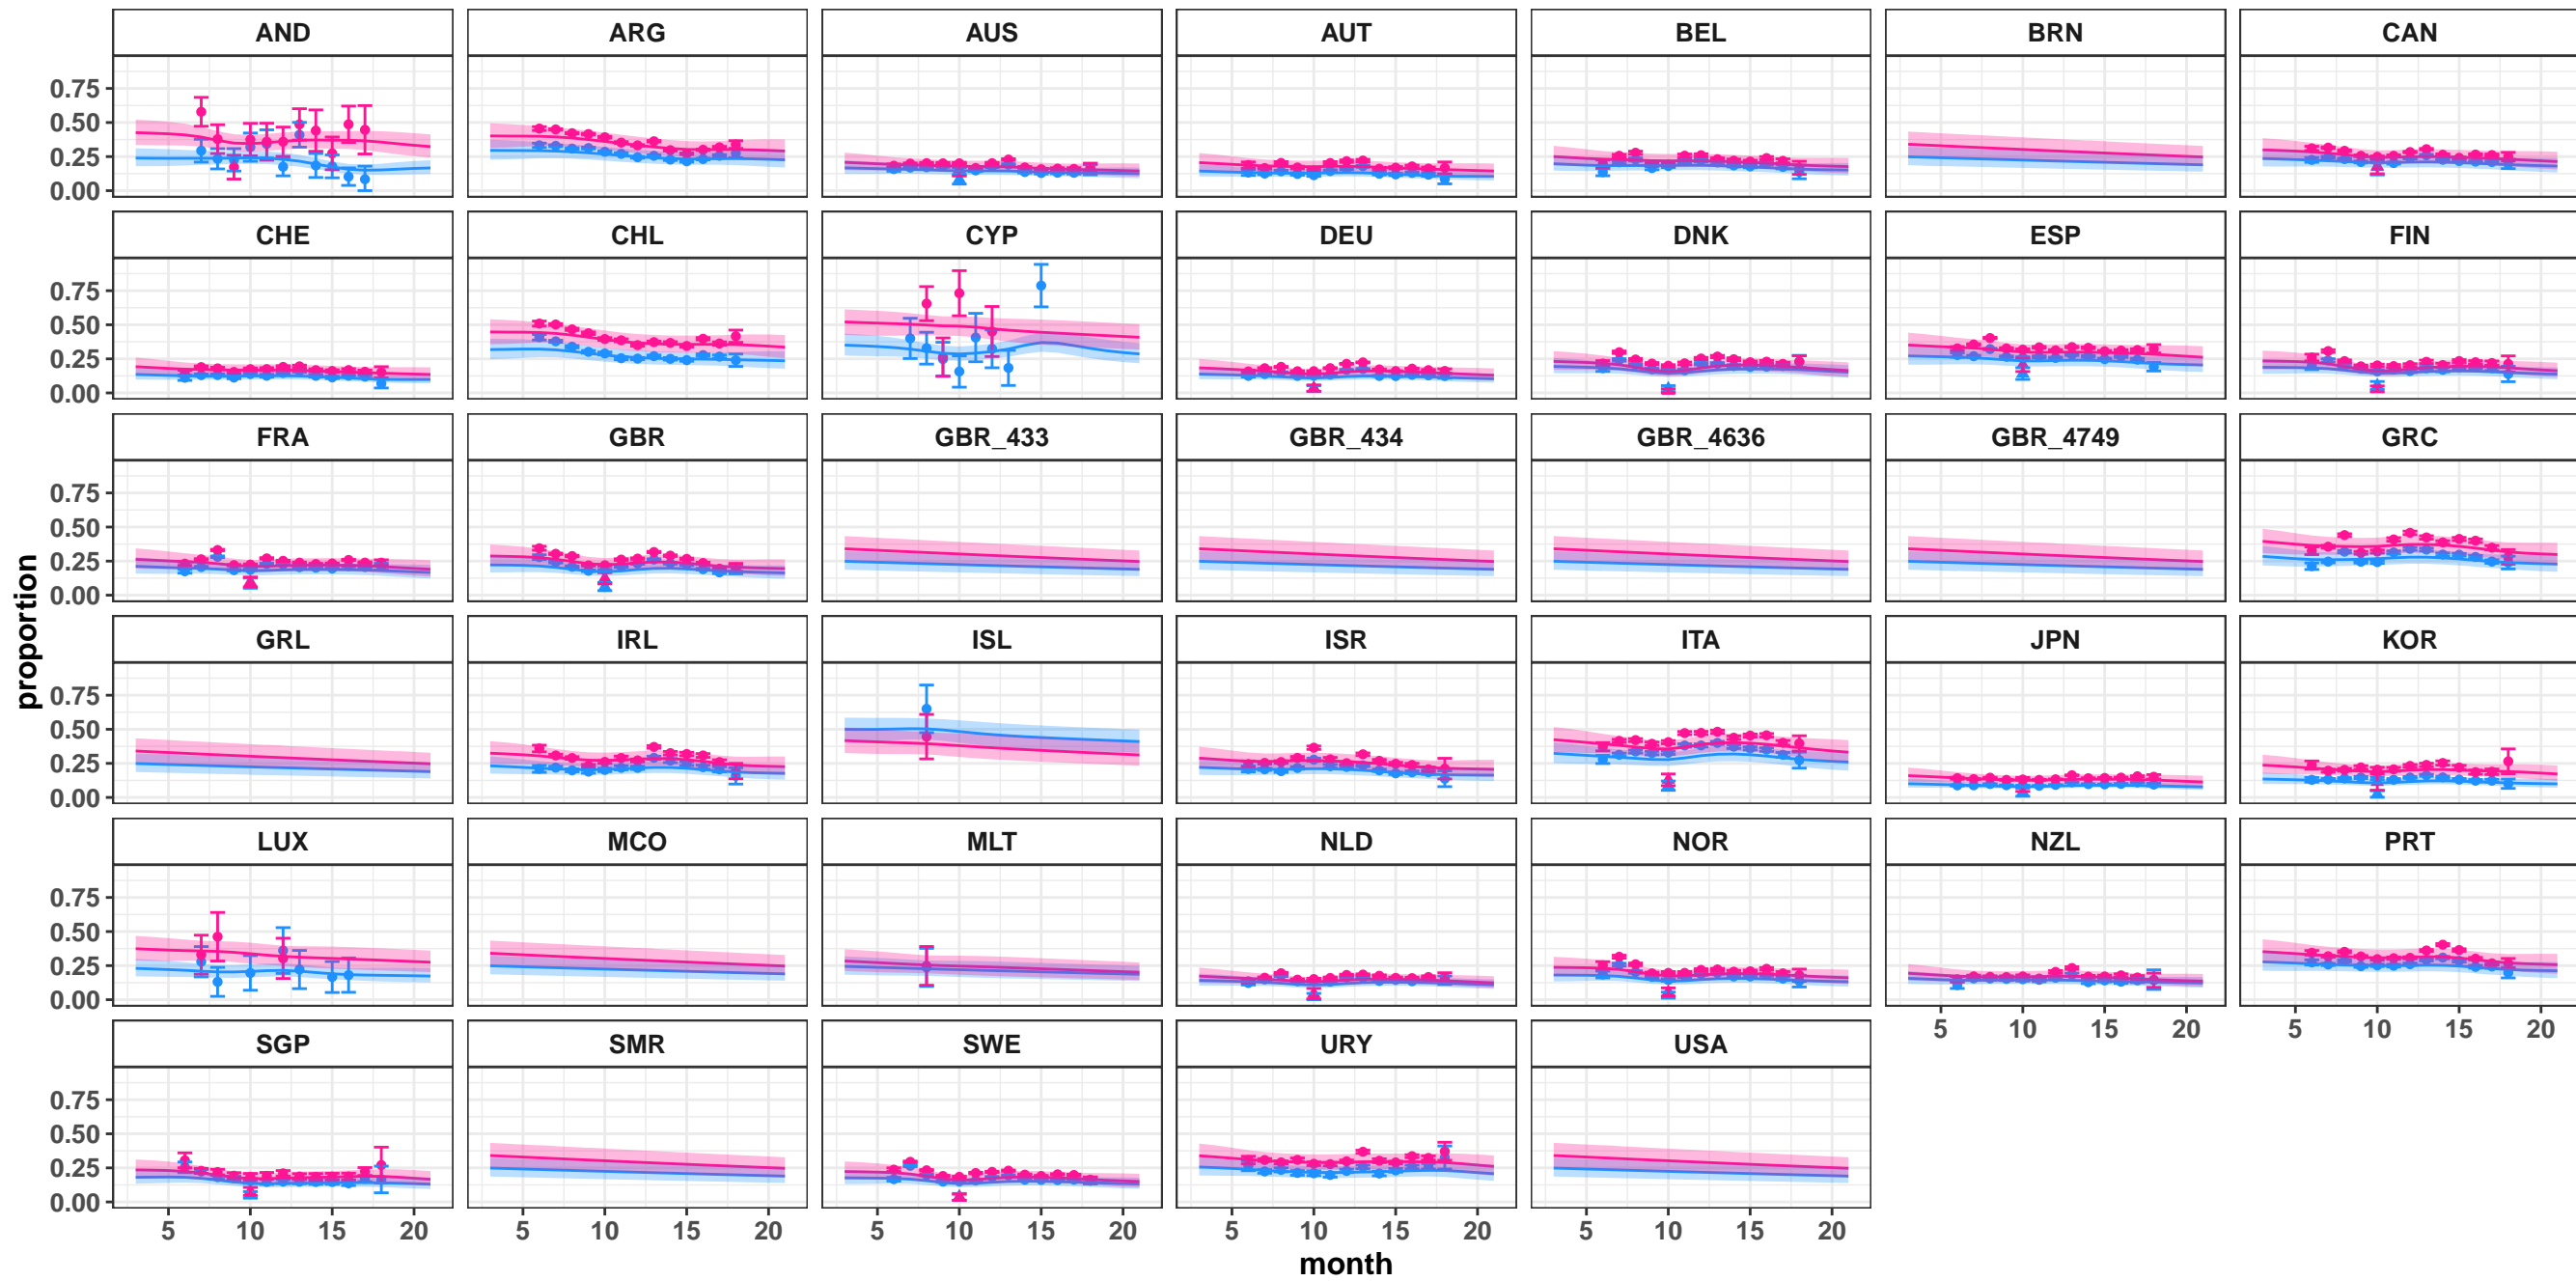 AND ARG AUS AUT BEL BRN CAN
0.75
0.50
0.25
0.00
CHE CHL CYP DEU DNK ESP FIN
0.75
0.50
0.25
0.00
FRA GBR GBR_433 GBR_434 GBR_4636 GBR_4749 GRC
0.75
0.50
0.25
0.00
proportion
GRL IRL ISL ISR ITA JPN KOR
0.75
0.50
0.25
0.00
LUX MCO MLT NLD NOR NZL PRT
0.75
0.50
0.25
0.00
5 10 15 20 5 10 15 20
SGP SMR SWE URY USA
0.75
0.50
0.25
0.00
5 10 15 20 5 10 15 20 5 10 15 20 5 10 15 20 5 10 15 20
month